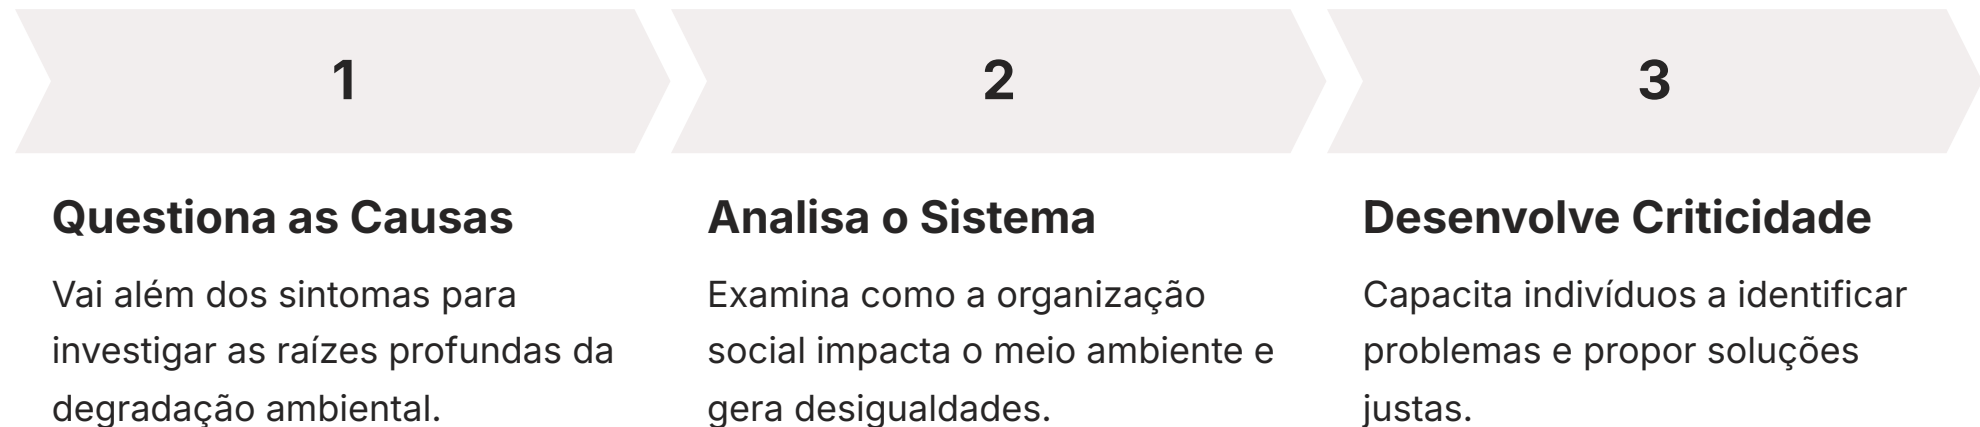 1
2
3
Questiona as Causas
Vai além dos sintomas para
investigar as raízes profundas da
degradação ambiental.
Analisa o Sistema
Examina como a organização
social impacta o meio ambiente e
gera desigualdades.
Desenvolve Criticidade
Capacita indivíduos a identificar
problemas e propor soluções
justas.